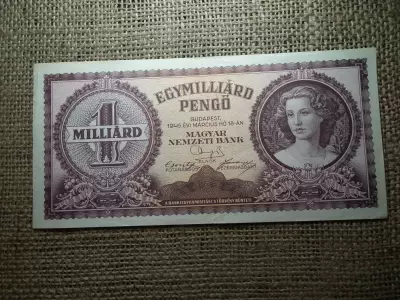 EGYMILLIÁRD
PENGŐ
1
MILLIÁRD
BUDAPEST,
1946 ÉVI MÁRCIUS HÓ 18-ÁN
MAGYAR
NEMZETI BANK